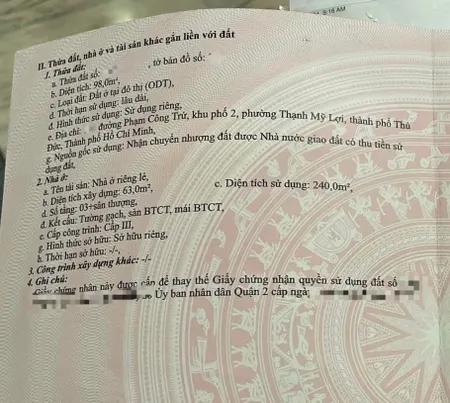 8:16 AM
II. Thửa đất, nhà ở và tài sản khác gắn liền với đất
1. Thửa đất:
a. Thửa đất số: , tờ bản đồ số:
b. Diện tích: 98,0m²,
c. Loại đất: Đất ở tại đô thị (ODT),
d. Thời hạn sử dụng: lâu dài,
đ. Hình thức sử dụng: Sử dụng riêng,
e. Địa chỉ: đường Phạm Công Trứ, khu phố 2, phường Thạnh Mỹ Lợi, thành phố Thủ
Đức, Thành phố Hồ Chí Minh,
g. Nguồn gốc sử dụng: Nhận chuyển nhượng đất được Nhà nước giao đất có thu tiền sử
dụng đất,
2. Nhà ở:
a. Tên tài sản: Nhà ở riêng lẻ,
b. Diện tích xây dựng: 63,0m², c. Diện tích sử dụng: 240,0m²,
d. Số tầng: 03+sân thượng,
đ. Kết cấu: Tường gạch, sàn BTCT, mái BTCT,
e. Cấp công trình: Cấp III,
g. Hình thức sở hữu: Sở hữu riêng,
h. Thời hạn sở hữu: -/-,
3. Công trình xây dựng khác: -/-
4. Ghi chú:
Giấy chứng nhận này được cấp để thay thế Giấy chứng nhận quyền sử dụng đất số
Ủy ban nhân dân Quận 2 cấp ngà